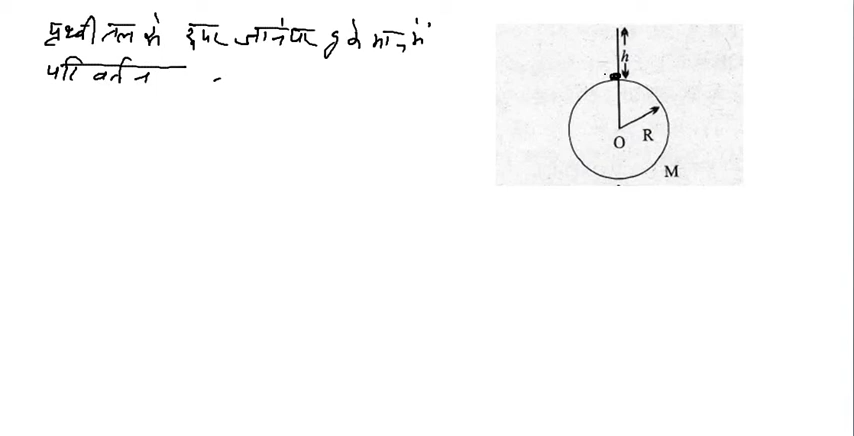 पृथ्वी तल से ऊपर जाने पर g के मान में
परिवर्तन
h
O R
M